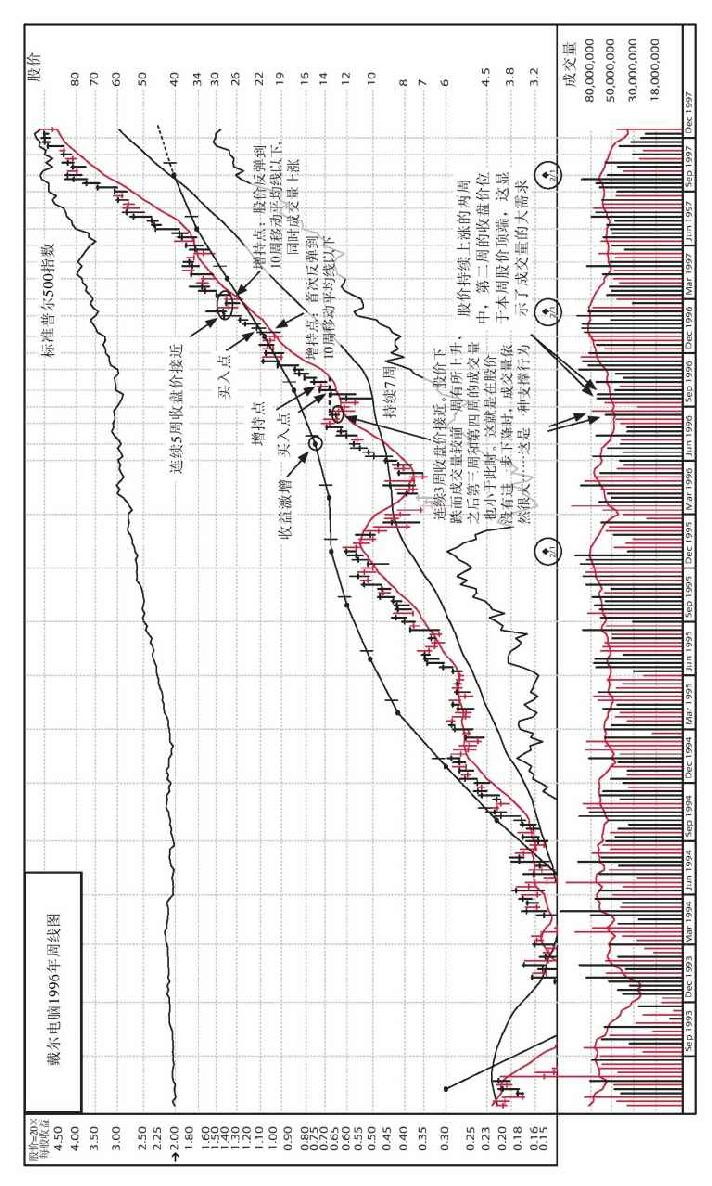 戴尔电脑1996年周线图
标准普尔500指数
股价
80
70
60
50
40
34
30
25
22
19
16
14
12
10
8
7
6
4.5
3.8
3.2
股价=20×
每股收益
4.50
4.00
3.50
3.00
2.50
2.25
2.00
1.80
1.60
1.50
1.40
1.30
1.20
1.10
1.00
0.90
0.80
0.75
0.70
0.65
0.60
0.55
0.50
0.45
0.40
0.35
0.30
0.25
0.23
0.20
0.18
0.16
0.15
连续5周收盘价接近
买入点
增持点
买入点
收益激增
增持点：股价反弹到
10周移动平均线以下,
同时成交量上涨
增持点：首次反弹到
10周移动平均线以下
持续7周
连续3周收盘价接近。股价下
跌而成交量较前一周有所上升,
之后第三周和第四周的成交量
也小于此时。这就是在股价
没有进一步下降时，成交量依
然很大……这是一种支撑行为
股价持续上涨的两周
中，第二周的收盘价位
于本周股价顶端，这显
示了成交量的大需求
2/1
2/1
2/1
成交量
80,000,000
50,000,000
30,000,000
18,000,000
Sep 1993
Dec 1993
Mar 1994
Jun 1994
Sep 1994
Dec 1994
Mar 1995
Jun 1995
Sep 1995
Dec 1995
Mar 1996
Jun 1996
Sep 1996
Dec 1996
Mar 1997
Jun 1997
Sep 1997
Dec 1997